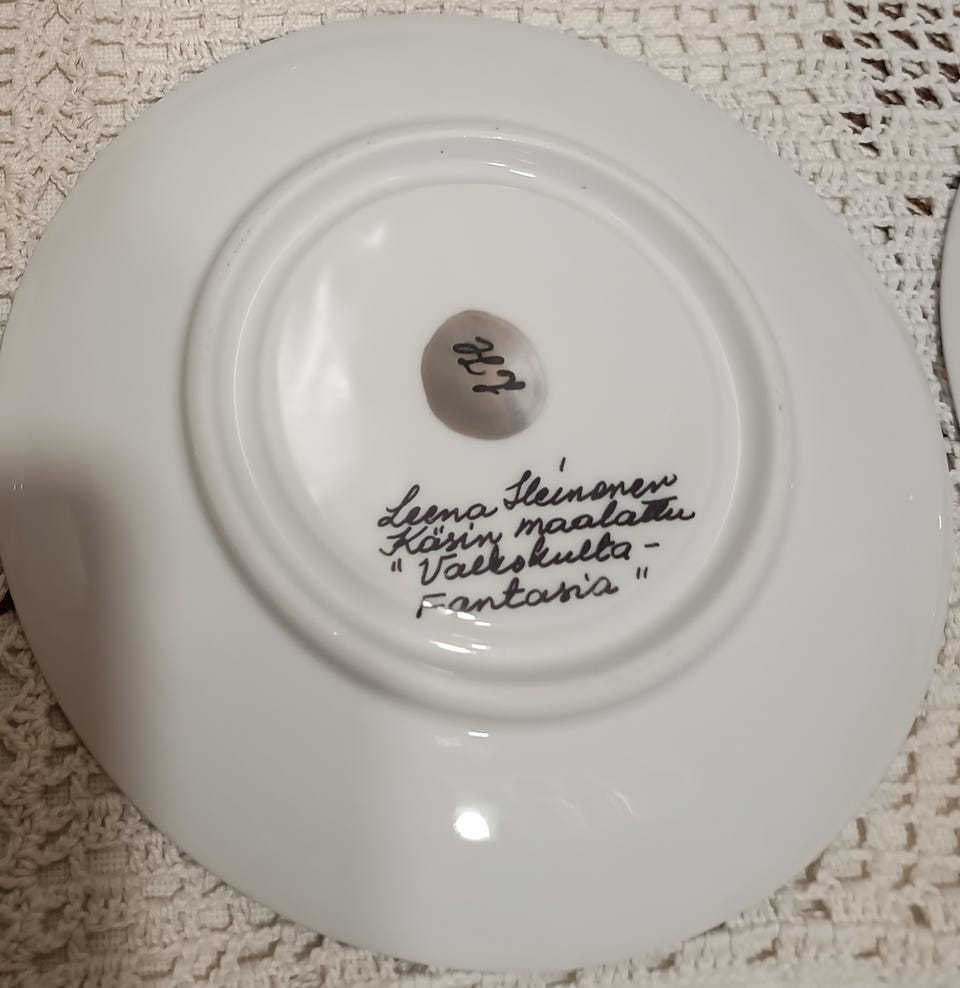 Leena Heinonen
Käsin maalattu
" Valkokulta -
Fantasia "